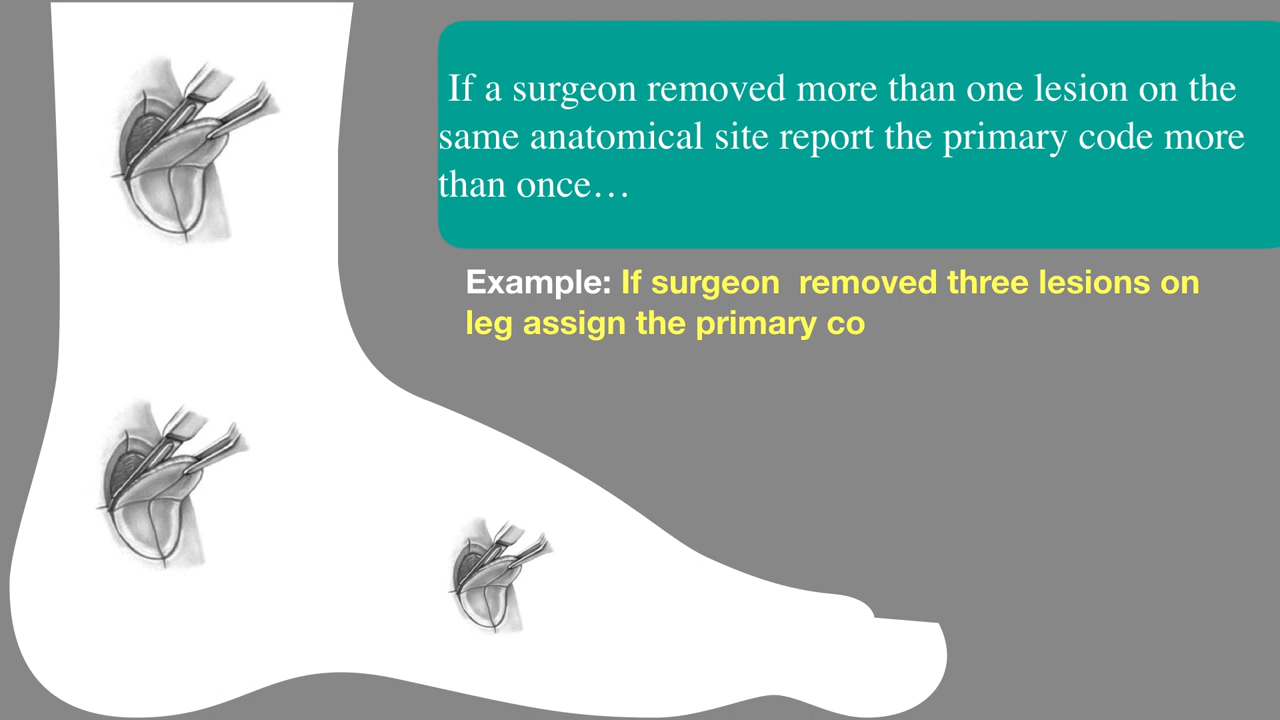 If a surgeon removed more than one lesion on the
same anatomical site report the primary code more
than once…
Example: If surgeon  removed three lesions on
leg assign the primary co